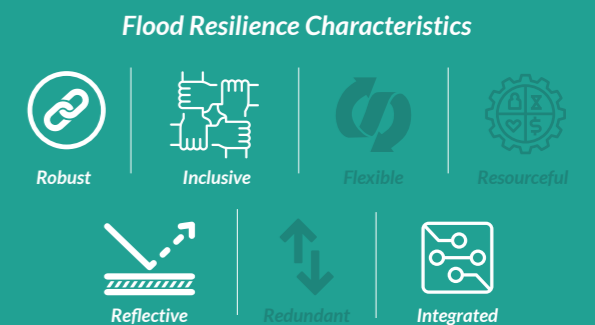 Flood Resilience Characteristics
Robust
Inclusive
Flexible
Resourceful
Reflective
Redundant
Integrated